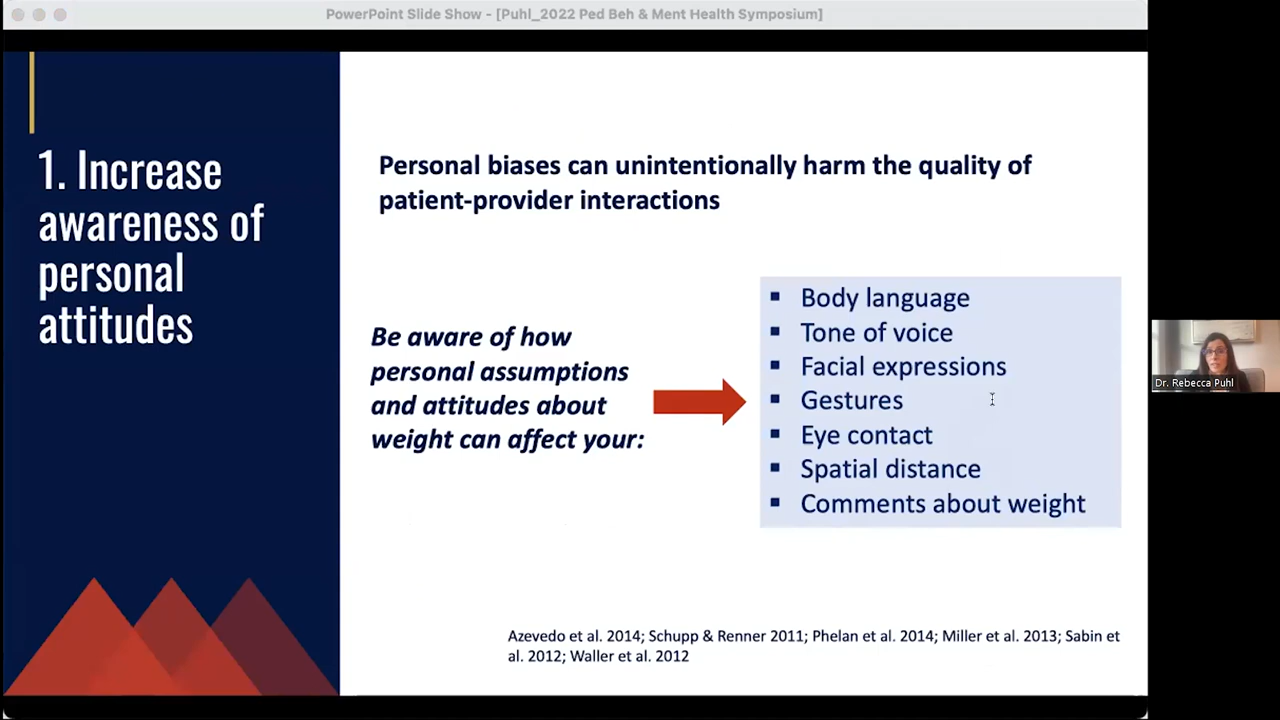 PowerPoint Slide Show - [Puhl_2022 Ped Beh & Ment Health Symposium]
1. Increase
awareness of
personal
attitudes
Personal biases can unintentionally harm the quality of
patient-provider interactions
Be aware of how
personal assumptions
and attitudes about
weight can affect your:
▪ Body language
▪ Tone of voice
▪ Facial expressions
▪ Gestures
▪ Eye contact
▪ Spatial distance
▪ Comments about weight
Azevedo et al. 2014; Schupp & Renner 2011; Phelan et al. 2014; Miller et al. 2013; Sabin et
al. 2012; Waller et al. 2012
Dr. Rebecca Puhl